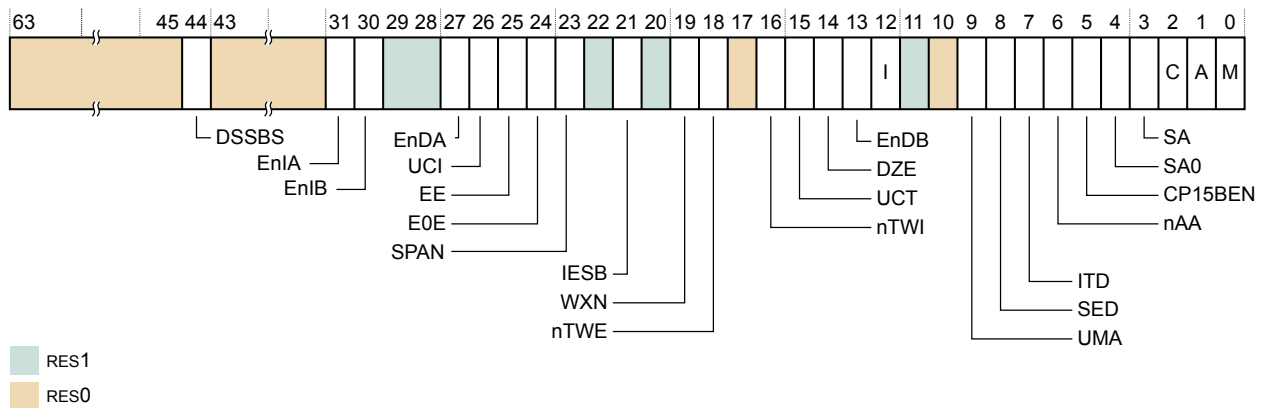 63 45 44 43 31 30 29 28 27 26 25 24 23 22 21 20 19 18 17 16 15 14 13 12 11 10 9 8 7 6 5 4 3 2 1 0
I C A M
DSSBS EnDA EnDB SA
EnIA UCI DZE SA0
EnIB EE UCT CP15BEN
E0E nTWI nAA
SPAN
IESB ITD
WXN SED
nTWE UMA
RES1
RES0